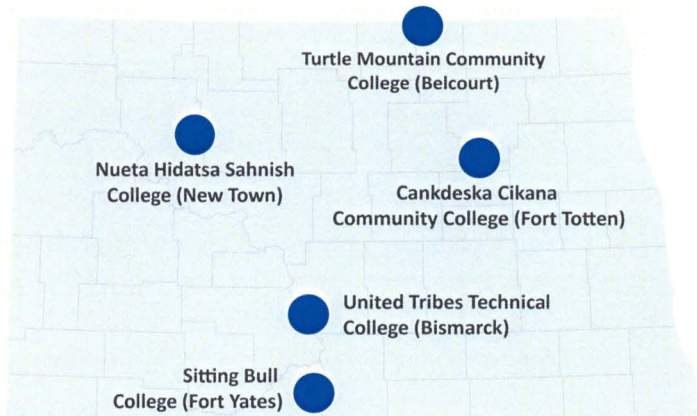 Turtle Mountain Community
College (Belcourt)
Nueta Hidatsa Sahnish
College (New Town)
Cankdeska Cikana
Community College (Fort Totten)
United Tribes Technical
College (Bismarck)
Sitting Bull
College (Fort Yates)